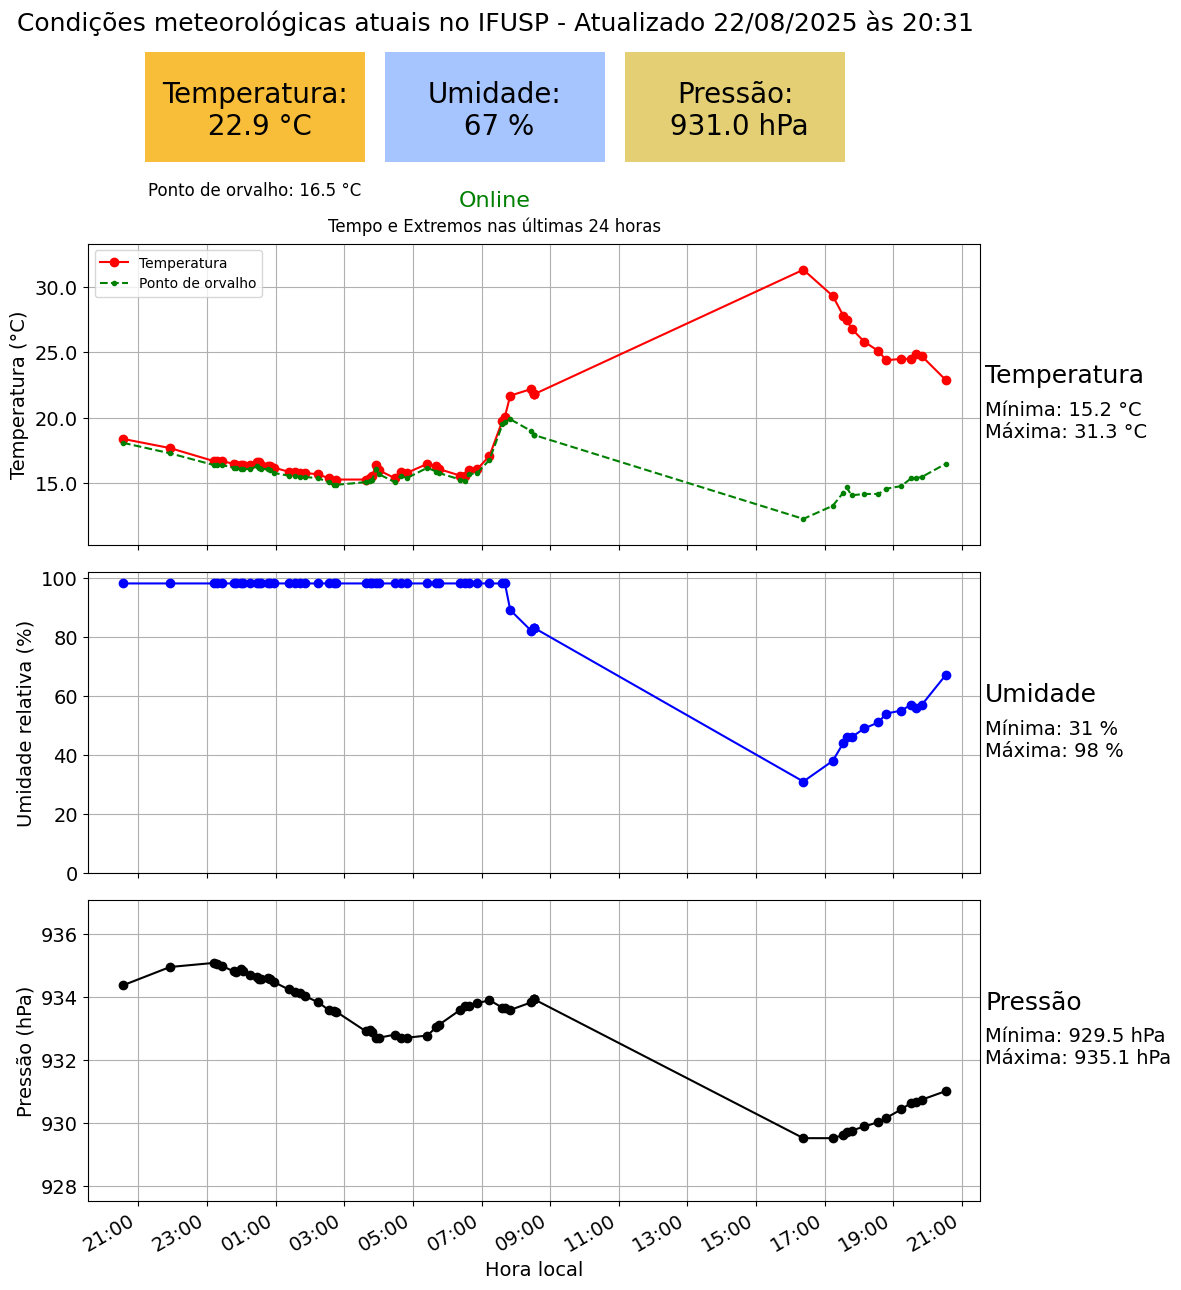 Condições meteorológicas atuais no IFUSP - Atualizado 22/08/2025 às 20:31
Temperatura:
22.9 °C
Umidade:
67 %
Pressão:
931.0 hPa
Ponto de orvalho: 16.5 °C
Online
Tempo e Extremos nas últimas 24 horas
Temperatura
Ponto de orvalho
Temperatura (°C)
30.0
25.0
20.0
15.0
Temperatura
Mínima: 15.2 °C
Máxima: 31.3 °C
Umidade relativa (%)
100
80
60
40
20
0
Umidade
Mínima: 31 %
Máxima: 98 %
Pressão (hPa)
936
934
932
930
928
Pressão
Mínima: 929.5 hPa
Máxima: 935.1 hPa
21:00
23:00
01:00
03:00
05:00
07:00
09:00
11:00
13:00
15:00
17:00
19:00
21:00
Hora local